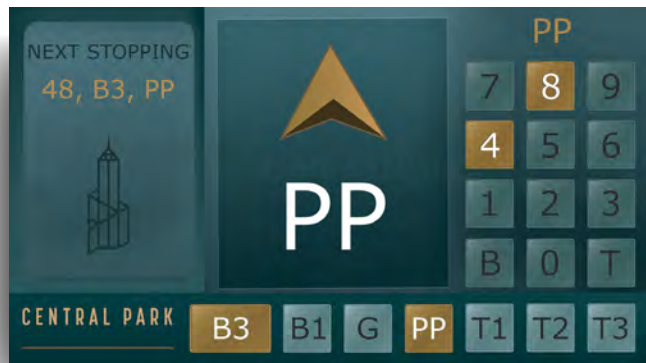 NEXT STOPPING
48, B3, PP
PP
PP
7 8 9
4 5 6
1 2 3
B 0 T
CENTRAL PARK
B3 B1 G PP T1 T2 T3